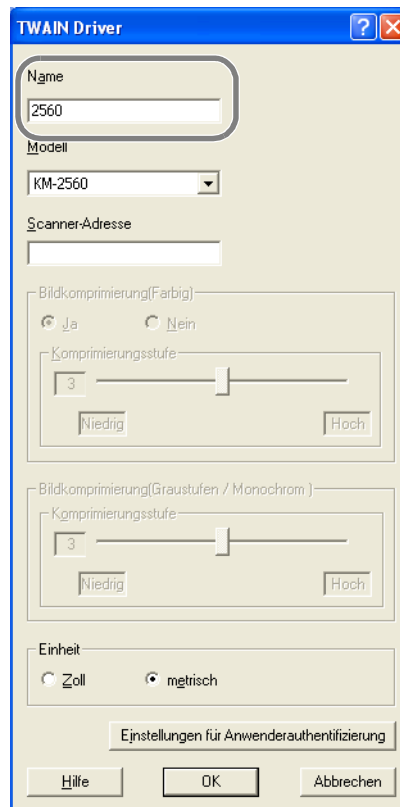 TWAIN Driver
Name
2560
Modell
KM-2560
Scanner-Adresse
Bildkomprimierung(Farbig)
Ja Nein
Komprimierungsstufe
3
Niedrig Hoch
Bildkomprimierung(Graustufen / Monochrom )
Komprimierungsstufe
3
Niedrig Hoch
Einheit
Zoll metrisch
Einstellungen für Anwenderauthentifizierung
Hilfe OK Abbrechen